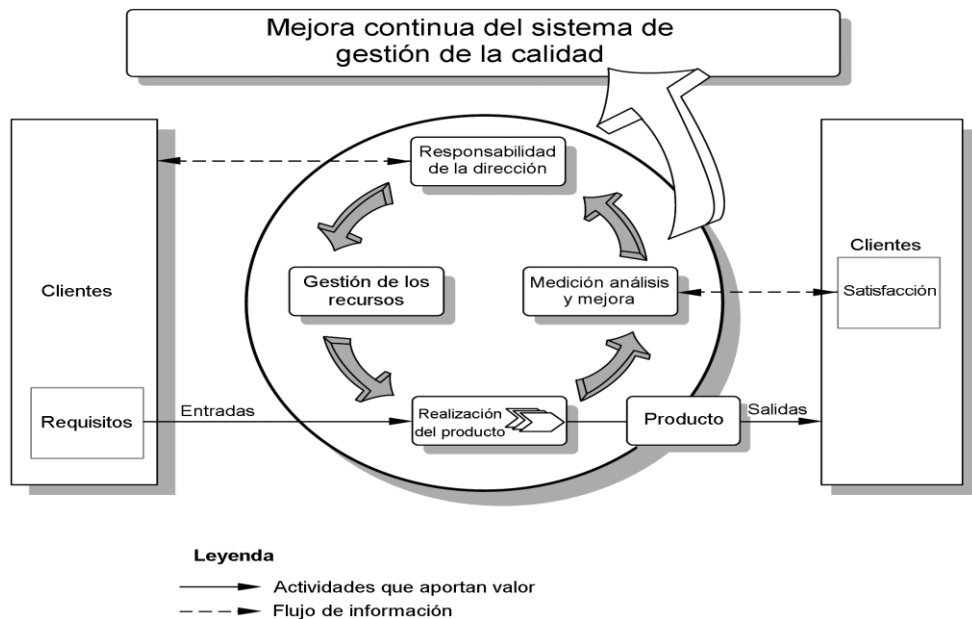 Mejora continua del sistema de
gestión de la calidad
Responsabilidad
de la dirección
Clientes
Gestión de los
recursos
Medición análisis
y mejora
Clientes
Satisfacción
Requisitos
Entradas
Realización
del producto
Producto
Salidas
Leyenda
Actividades que aportan valor
Flujo de información